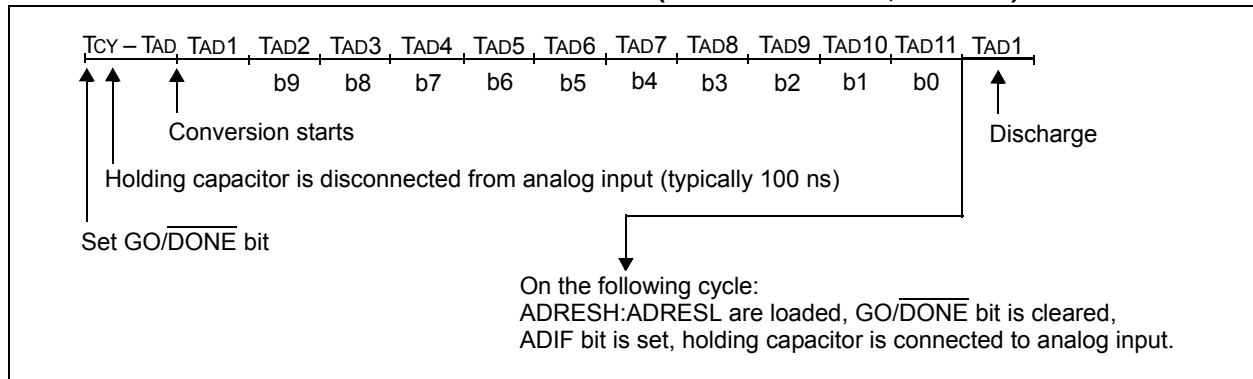 TCY – TAD TAD1 TAD2 TAD3 TAD4 TAD5 TAD6 TAD7 TAD8 TAD9 TAD10 TAD11 TAD1
b9 b8 b7 b6 b5 b4 b3 b2 b1 b0
Conversion starts
Discharge
Holding capacitor is disconnected from analog input (typically 100 ns)
Set GO/DONE bit
On the following cycle:
ADRESH:ADRESL are loaded, GO/DONE bit is cleared,
ADIF bit is set, holding capacitor is connected to analog input.